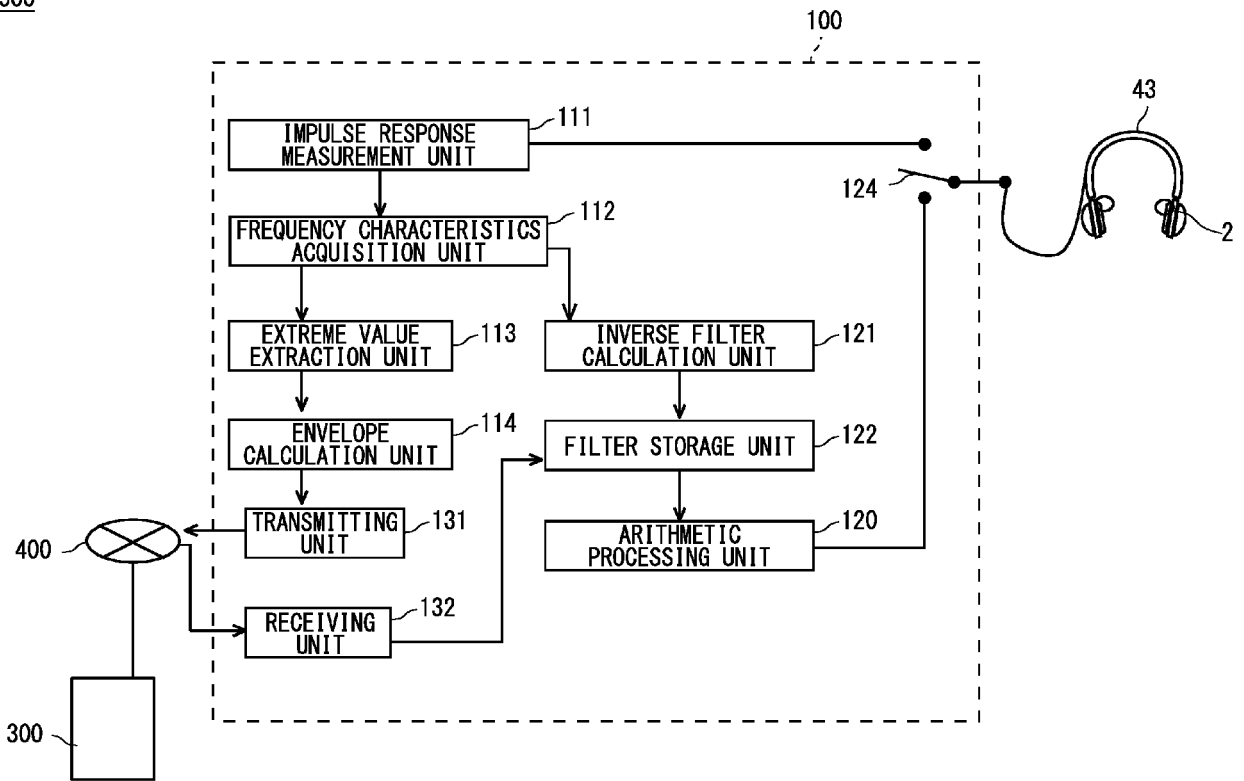 100
43
IMPULSE RESPONSE
MEASUREMENT UNIT
111
124
2
FREQUENCY CHARACTERISTICS
ACQUISITION UNIT
112
EXTREME VALUE
EXTRACTION UNIT
113
INVERSE FILTER
CALCULATION UNIT
121
ENVELOPE
CALCULATION UNIT
114
FILTER STORAGE UNIT
122
TRANSMITTING
UNIT
131
ARITHMETIC
PROCESSING UNIT
120
400
RECEIVING
UNIT
132
300